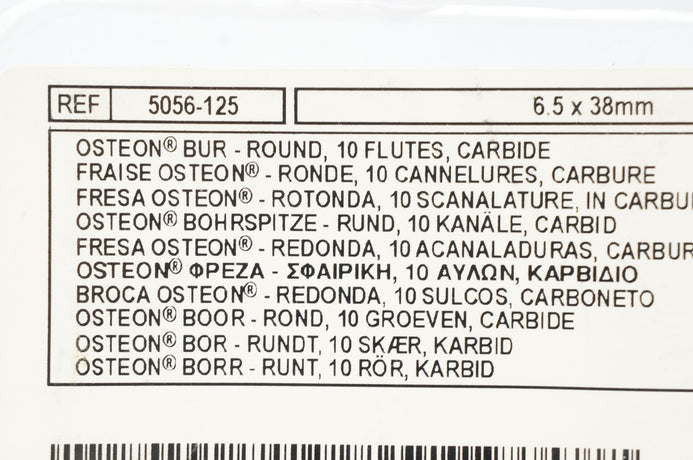 REF 5056-125 6.5 x 38mm
OSTEON® BUR - ROUND, 10 FLUTES, CARBIDE
FRAISE OSTEON® - RONDE, 10 CANNELURES, CARBURE
FRESA OSTEON® - ROTONDA, 10 SCANALATURE, IN
OSTEON® BOHRSPITZE - RUND, 10 KANÄLE, CARBID
FRESA OSTEON® - REDONDA, 10 ACANALADURAS,
OSTEON® ΦΡΕΖΑ - ΣΦΑΙΡΙΚΗ, 10 ΑΥΛΩΝ, ΚΑΡΒΙΔΙΟ
BROCA OSTEON® - REDONDA, 10 SULCOS, CARBONETO
OSTEON® BOOR - ROND, 10 GROEVEN, CARBIDE
OSTEON® BOR - RUNDT, 10 SKÆR, KARBID
OSTEON® BORR - RUNT, 10 RÖR, KARBID